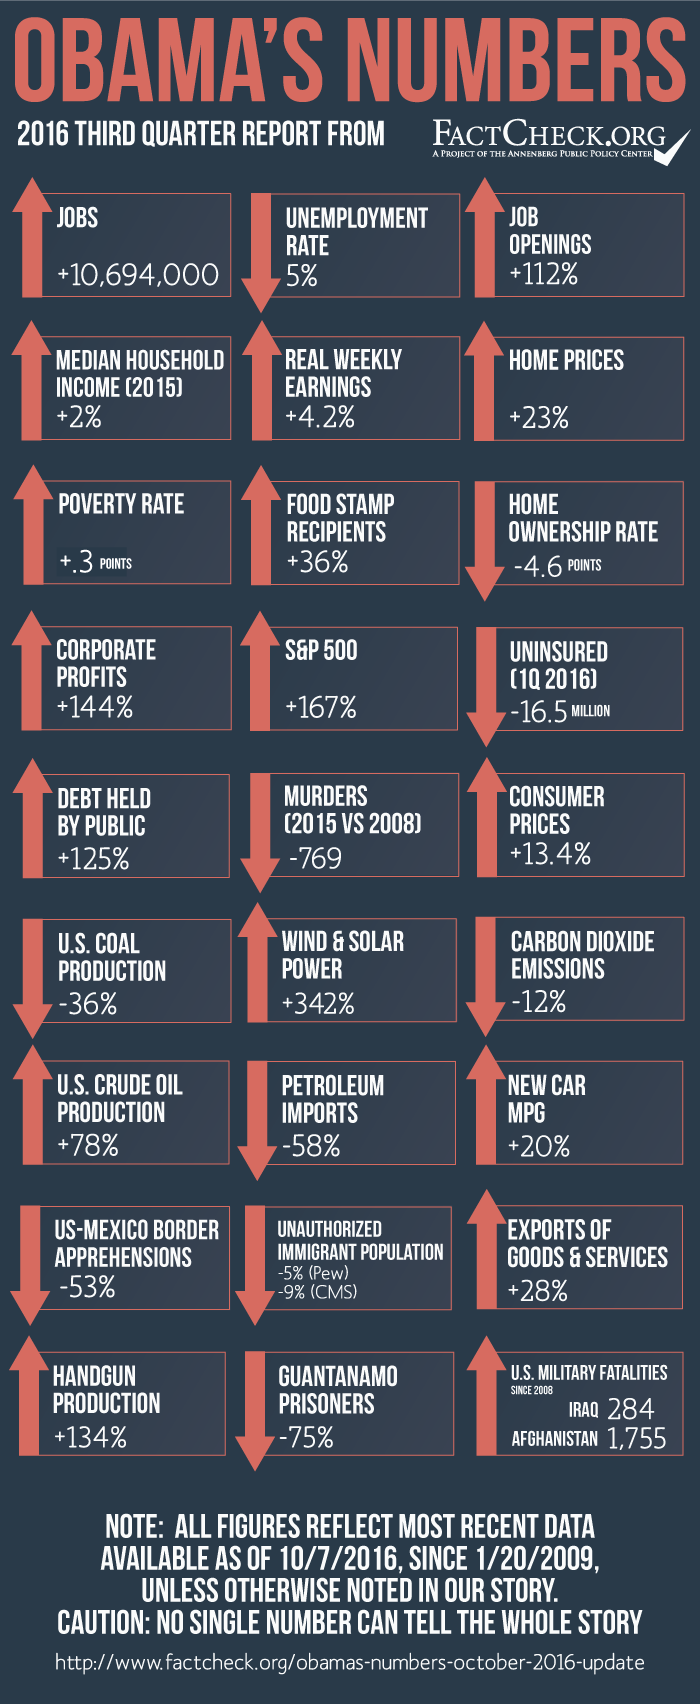 OBAMA'S NUMBERS
2016 THIRD QUARTER REPORT FROM
FACTCHECK.ORG
A PROJECT OF THE ANNENBERG PUBLIC POLICY CENTER
JOBS
+10,694,000
UNEMPLOYMENT
RATE
5%
JOB
OPENINGS
+112%
MEDIAN HOUSEHOLD
INCOME (2015)
+2%
REAL WEEKLY
EARNINGS
+4.2%
HOME PRICES
+23%
POVERTY RATE
+.3 POINTS
FOOD STAMP
RECIPIENTS
+36%
HOME
OWNERSHIP RATE
-4.6 POINTS
CORPORATE
PROFITS
+144%
S&P 500
+167%
UNINSURED
(1Q 2016)
-16.5 MILLION
DEBT HELD
BY PUBLIC
+125%
MURDERS
(2015 VS 2008)
-769
CONSUMER
PRICES
+13.4%
U.S. COAL
PRODUCTION
-36%
WIND & SOLAR
POWER
+342%
CARBON DIOXIDE
EMISSIONS
-12%
U.S. CRUDE OIL
PRODUCTION
+78%
PETROLEUM
IMPORTS
-58%
NEW CAR
MPG
+20%
US-MEXICO BORDER
APPREHENSIONS
-53%
UNAUTHORIZED
IMMIGRANT POPULATION
-5% (Pew)
-9% (CMS)
EXPORTS OF
GOODS & SERVICES
+28%
HANDGUN
PRODUCTION
+134%
GUANTANAMO
PRISONERS
-75%
U.S. MILITARY FATALITIES
SINCE 2008
IRAQ 284
AFGHANISTAN 1,755
NOTE: ALL FIGURES REFLECT MOST RECENT DATA
AVAILABLE AS OF 10/7/2016, SINCE 1/20/2009,
UNLESS OTHERWISE NOTED IN OUR STORY.
CAUTION: NO SINGLE NUMBER CAN TELL THE WHOLE STORY
http://www.factcheck.org/obamas-numbers-october-2016-update